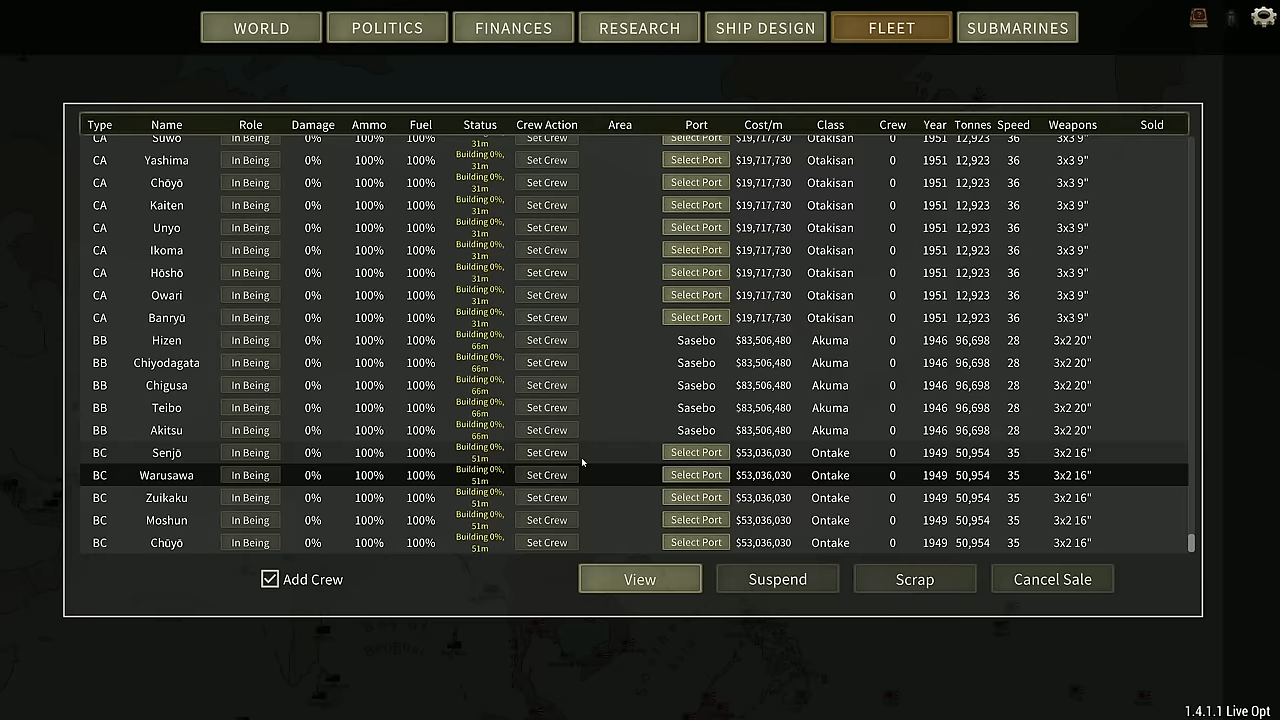 WORLD POLITICS FINANCES RESEARCH SHIP DESIGN FLEET SUBMARINES
Type Name Role Damage Ammo Fuel Status Crew Action Area Port Cost/m Class Crew Year Tonnes Speed Weapons Sold
CA Suwo In Being 0% 100% 100% 31m Set Crew Select Port $19,717,730 Otakisan 0 1951 12,923 36 3x3 9"
CA Yashima In Being 0% 100% 100% Building 0%, 31m Set Crew Select Port $19,717,730 Otakisan 0 1951 12,923 36 3x3 9"
CA Chōyō In Being 0% 100% 100% Building 0%, 31m Set Crew Select Port $19,717,730 Otakisan 0 1951 12,923 36 3x3 9"
CA Kaiten In Being 0% 100% 100% Building 0%, 31m Set Crew Select Port $19,717,730 Otakisan 0 1951 12,923 36 3x3 9"
CA Unyo In Being 0% 100% 100% Building 0%, 31m Set Crew Select Port $19,717,730 Otakisan 0 1951 12,923 36 3x3 9"
CA Ikoma In Being 0% 100% 100% Building 0%, 31m Set Crew Select Port $19,717,730 Otakisan 0 1951 12,923 36 3x3 9"
CA Hōshō In Being 0% 100% 100% Building 0%, 31m Set Crew Select Port $19,717,730 Otakisan 0 1951 12,923 36 3x3 9"
CA Owari In Being 0% 100% 100% Building 0%, 31m Set Crew Select Port $19,717,730 Otakisan 0 1951 12,923 36 3x3 9"
CA Banryū In Being 0% 100% 100% Building 0%, 31m Set Crew Select Port $19,717,730 Otakisan 0 1951 12,923 36 3x3 9"
BB Hizen In Being 0% 100% 100% Building 0%, 66m Set Crew Sasebo $83,506,480 Akuma 0 1946 96,698 28 3x2 20"
BB Chiyodagata In Being 0% 100% 100% Building 0%, 66m Set Crew Sasebo $83,506,480 Akuma 0 1946 96,698 28 3x2 20"
BB Chigusa In Being 0% 100% 100% Building 0%, 66m Set Crew Sasebo $83,506,480 Akuma 0 1946 96,698 28 3x2 20"
BB Teibo In Being 0% 100% 100% Building 0%, 66m Set Crew Sasebo $83,506,480 Akuma 0 1946 96,698 28 3x2 20"
BB Akitsu In Being 0% 100% 100% Building 0%, 66m Set Crew Sasebo $83,506,480 Akuma 0 1946 96,698 28 3x2 20"
BC Senjō In Being 0% 100% 100% Building 0%, 51m Set Crew Select Port $53,036,030 Ontake 0 1949 50,954 35 3x2 16"
BC Warusawa In Being 0% 100% 100% Building 0%, 51m Set Crew Select Port $53,036,030 Ontake 0 1949 50,954 35 3x2 16"
BC Zuikaku In Being 0% 100% 100% Building 0%, 51m Set Crew Select Port $53,036,030 Ontake 0 1949 50,954 35 3x2 16"
BC Moshun In Being 0% 100% 100% Building 0%, 51m Set Crew Select Port $53,036,030 Ontake 0 1949 50,954 35 3x2 16"
BC Chūyō In Being 0% 100% 100% Building 0%, 51m Set Crew Select Port $53,036,030 Ontake 0 1949 50,954 35 3x2 16"
Add Crew View Suspend Scrap Cancel Sale
1.4.1.1 Live Opt